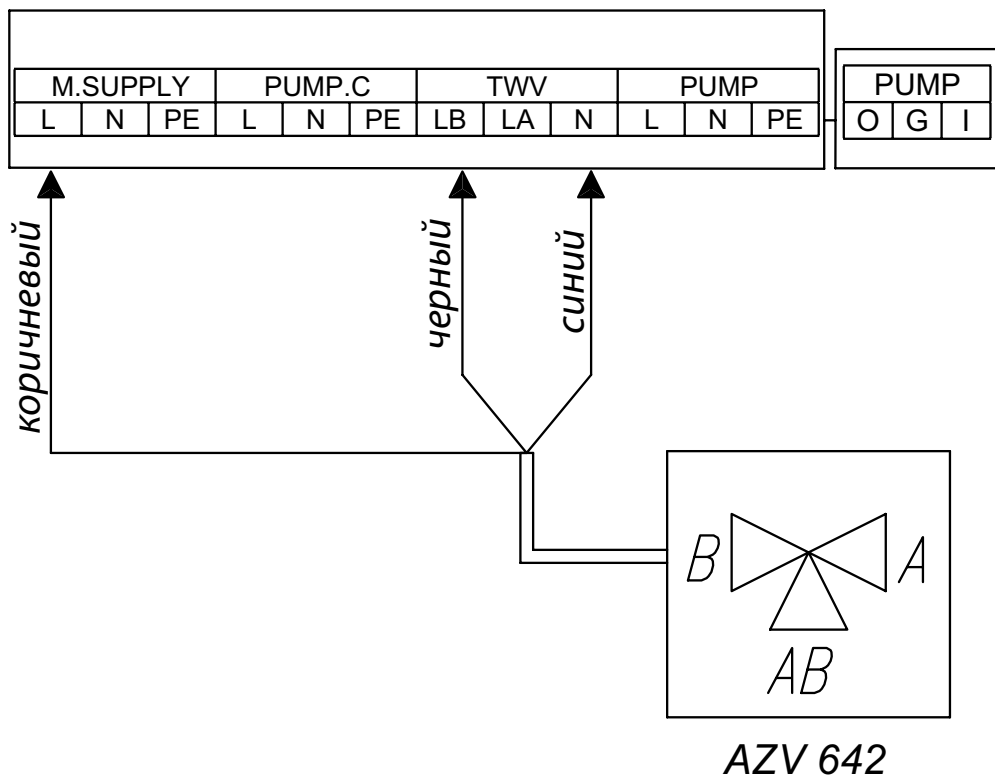 M.SUPPLY PUMP.C TWV PUMP PUMP
L N PE L N PE LB LA N L N PE O G I
коричневый
черный
синий
B A
AB
AZV 642